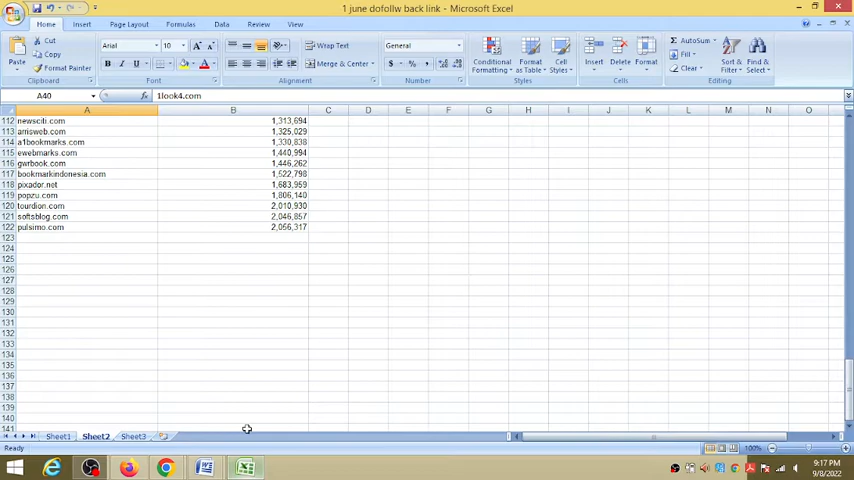 1 june dofollw back link - Microsoft Excel
Home Insert Page Layout Formulas Data Review View
Cut
Copy
Format Painter
Paste
Clipboard
Arial 10
B I U
Font
Wrap Text
Merge & Center
Alignment
General
$ % ,
Number
Conditional Formatting
Format as Table
Cell Styles
Styles
Insert Delete Format
Cells
AutoSum
Fill
Clear
Sort & Filter
Find & Select
Editing
A40 fx 1look4.com
A B C D E F G H I J K L M N O
112 newsciti.com 1,313,694
113 arrisweb.com 1,325,029
114 a1bookmarks.com 1,330,838
115 ewebmarks.com 1,440,994
116 gwrbook.com 1,446,262
117 bookmarkindonesia.com 1,522,798
118 pixador.net 1,683,959
119 popzu.com 1,806,140
120 tourdion.com 2,010,930
121 softsblog.com 2,046,857
122 pulsimo.com 2,056,317
123
124
125
126
127
128
129
130
131
132
133
134
135
136
137
138
139
140
141
Sheet1 Sheet2 Sheet3
Ready 100%
9:17 PM
9/8/2022